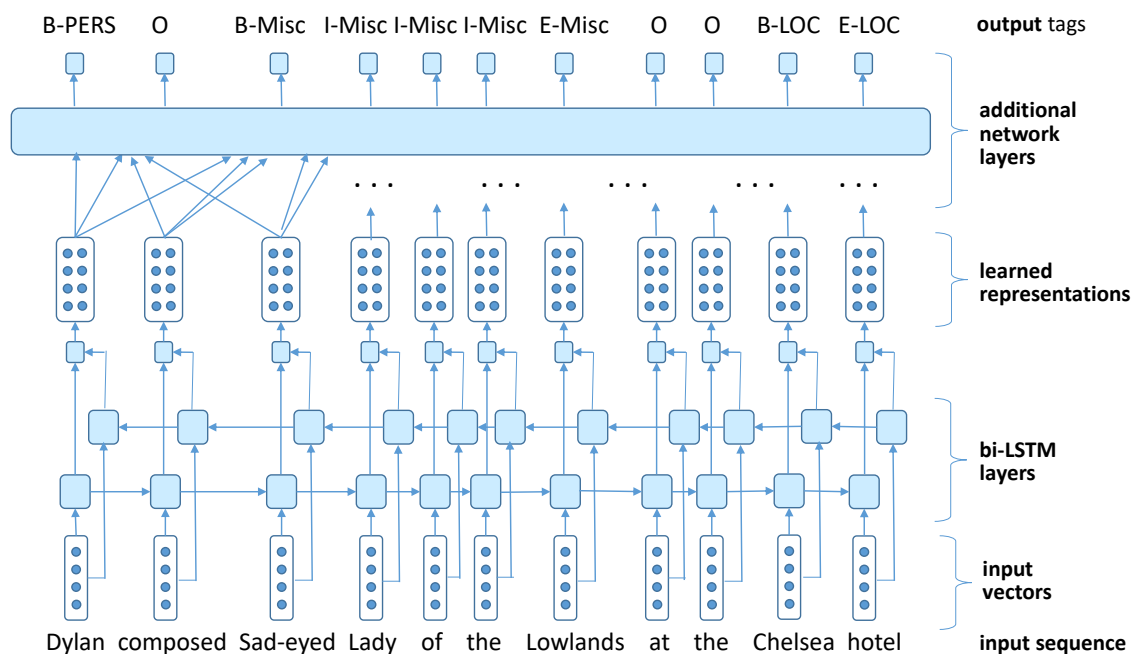 B-PERS O B-Misc I-Misc I-Misc I-Misc E-Misc O O B-LOC E-LOC output tags
additional
network
layers
. . . . . . . . . . . . . . .
learned
representations
bi-LSTM
layers
input
vectors
Dylan composed Sad-eyed Lady of the Lowlands at the Chelsea hotel input sequence